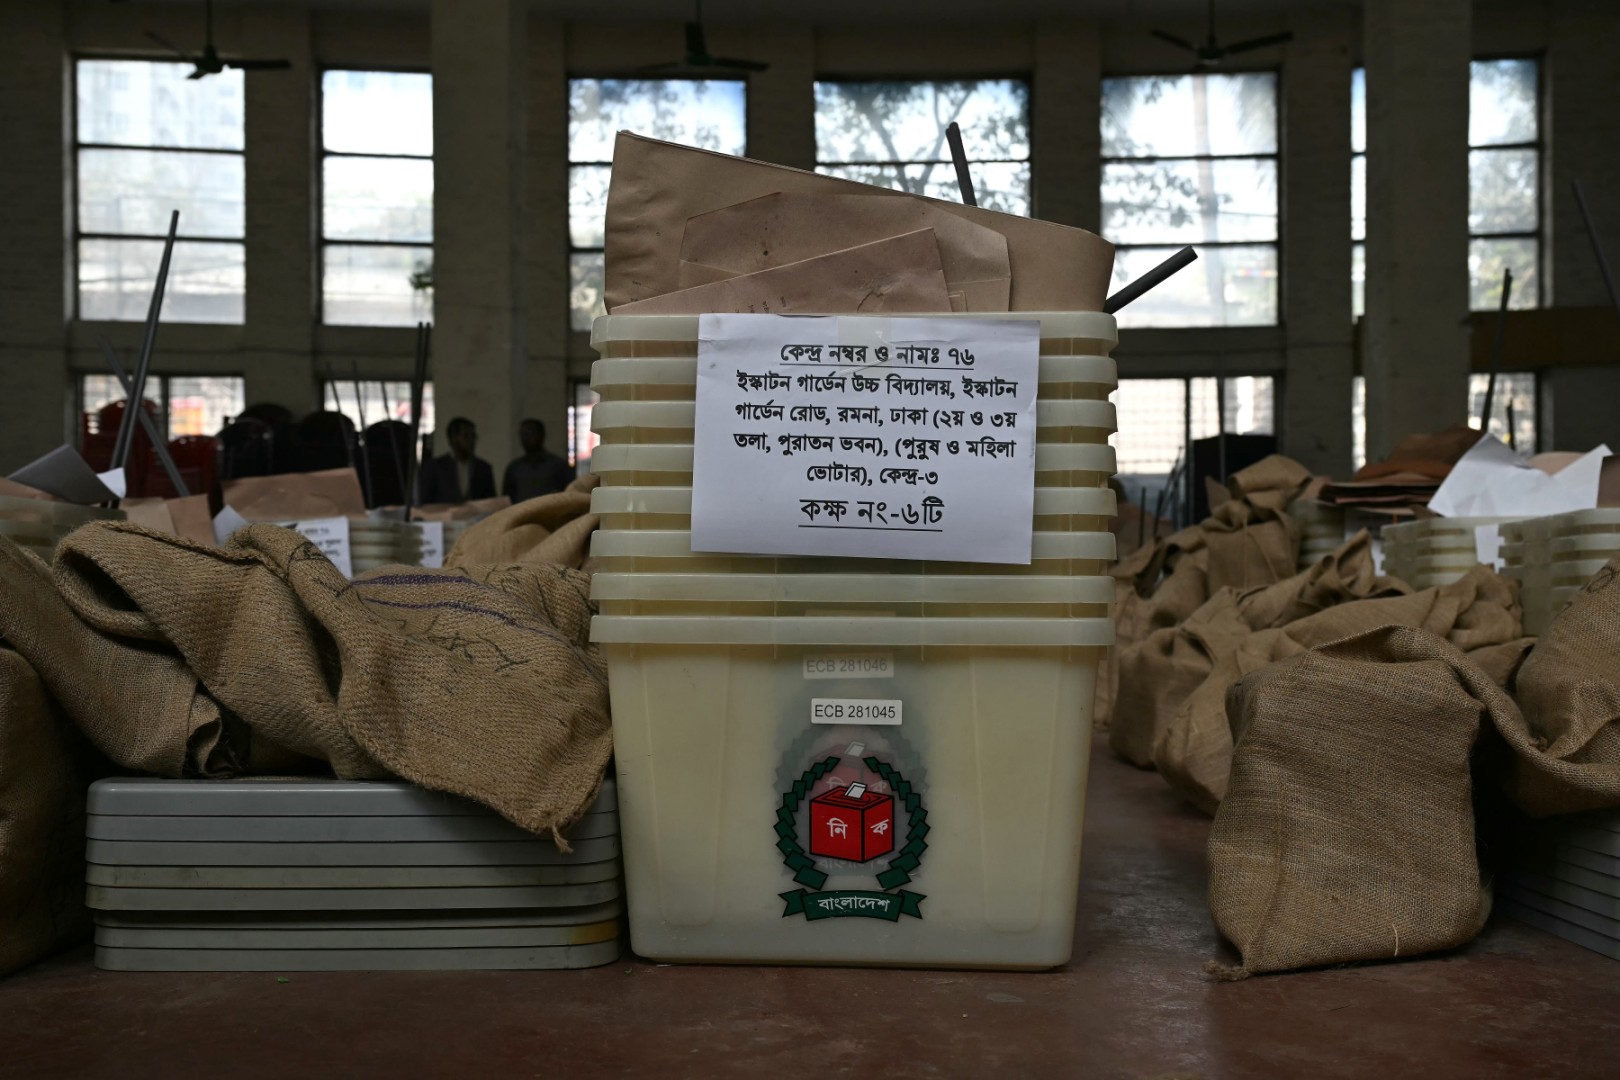 কেন্দ্র নম্বর ও নামঃ ৭৬
ইস্কাটন গার্ডেন উচ্চ বিদ্যালয়, ইস্কাটন
গার্ডেন রোড, রমনা, ঢাকা (২য় ও ৩য়
তলা, পুরাতন ভবন), (পুরুষ ও মহিলা
ভোটার), কেন্দ্র-৩
কক্ষ নং-৬টি
ECB 281046
ECB 281045
নি ক
বাংলাদেশ